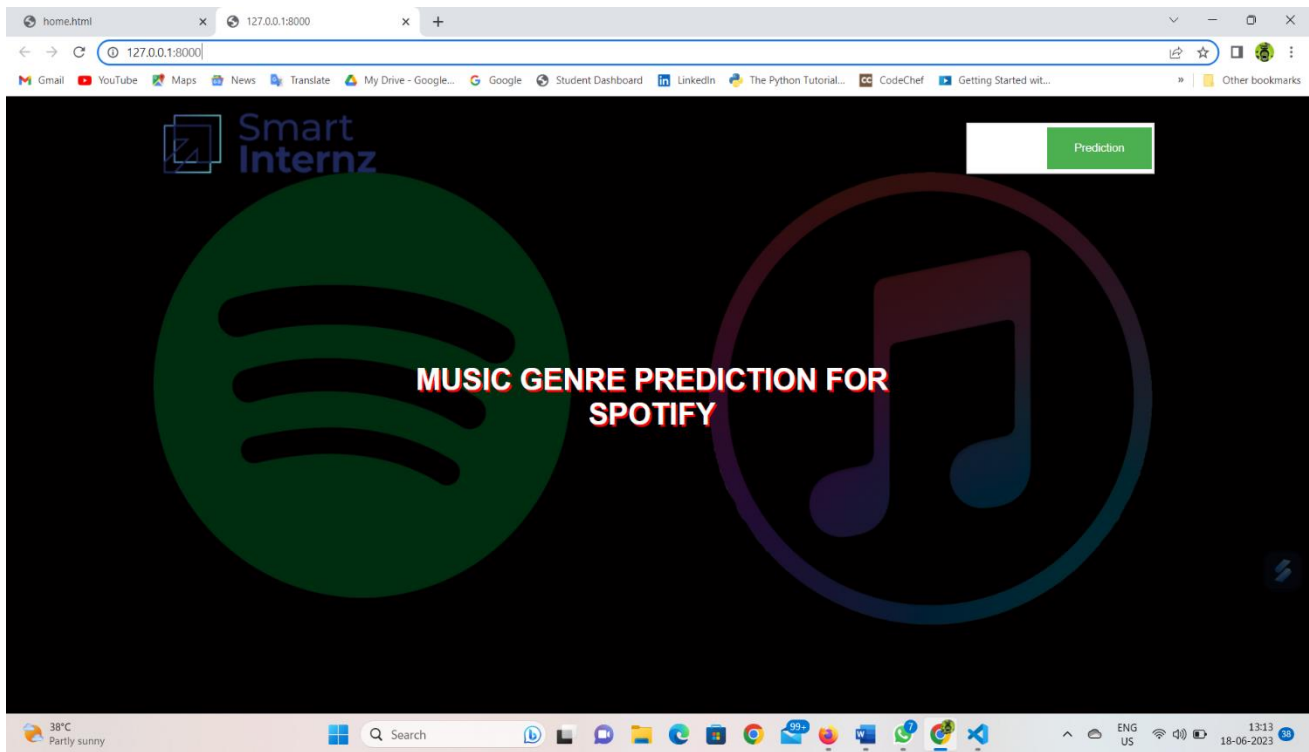 home.html
127.0.0.1:8000
127.0.0.1:8000
Gmail YouTube Maps News Translate My Drive - Google... Google Student Dashboard LinkedIn The Python Tutorial... CodeChef Getting Started wit... » Other bookmarks
Smart
Internz
Prediction
MUSIC GENRE PREDICTION FOR
SPOTIFY
38°C
Partly sunny
Search
99+
7
ENG
US
13:13
18-06-2023
38